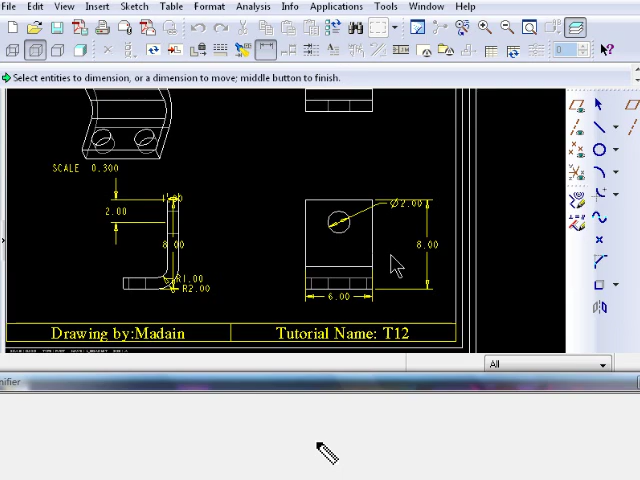 File Edit View Insert Sketch Table Format Analysis Info Applications Tools Window Help
Select entities to dimension, or a dimension to move; middle button to finish.
SCALE 0.300
2.00
8.00
R1.00
R2.00
Ø2.00
8.00
6.00
Drawing by:Madain
Tutorial Name: T12
All
nifier